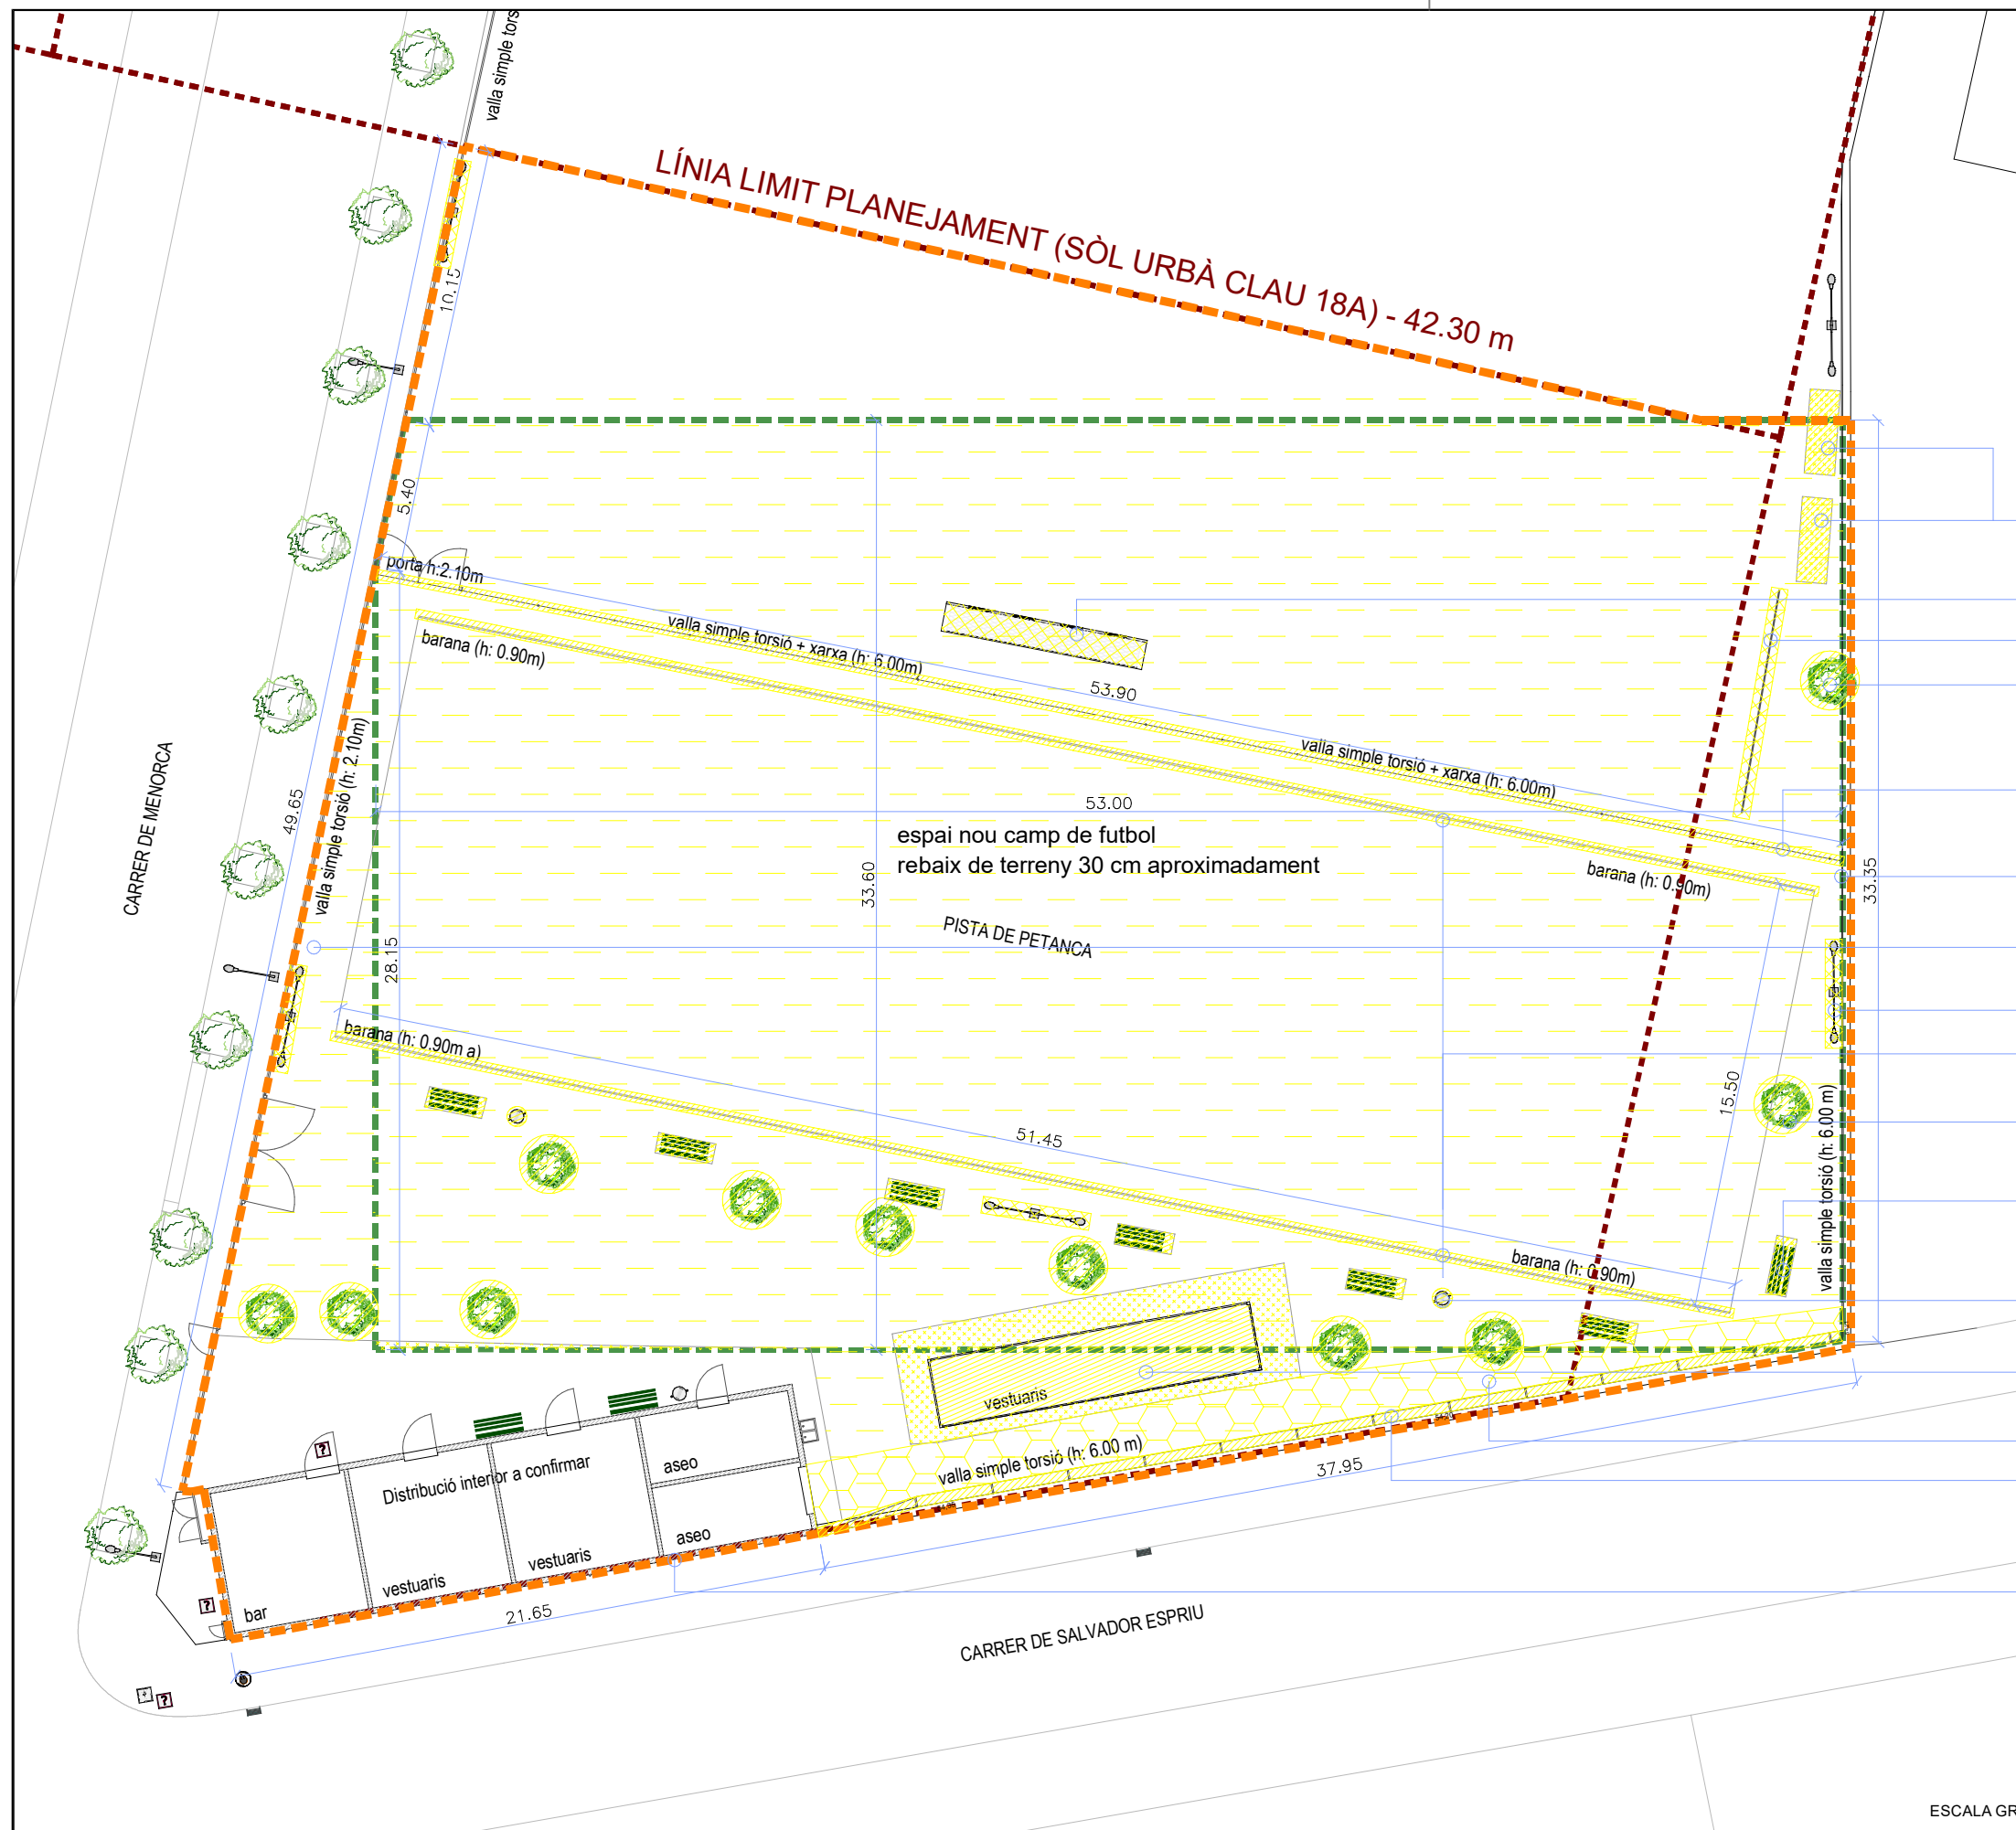 valla simple tors
LÍNIA LIMIT PLANEJAMENT (SÒL URBÀ CLAU 18A) - 42.30 m
10.15
5.40
porta h:2.10m
valla simple torsió + xarxa (h: 6.00m)
barana (h: 0.90m)
53.90
valla simple torsió + xarxa (h: 6.00m)
CARRER DE MENORCA
49.65
valla simple torsió (h: 2.10m)
53.00
espai nou camp de futbol
rebaix de terreny 30 cm aproximadament
33.60
barana (h: 0.90m)
33.35
PISTA DE PETANCA
28.15
barana (h: 0.90m a)
15.50
51.45
valla simple torsió (h: 6.00 m)
barana (h: 0.90m)
vestuaris
valla simple torsió (h: 6.00 m)
37.95
?
Distribució interior a confirmar
aseo
aseo
vestuaris
vestuaris
bar
?
21.65
CARRER DE SALVADOR ESPRIU
?
ESCALA GR